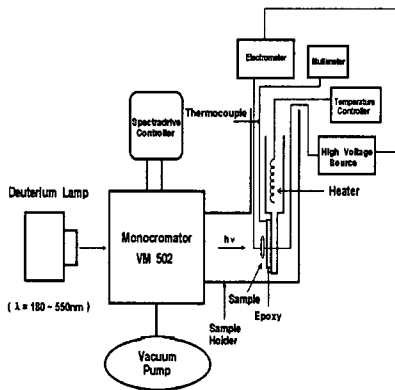 Electrometer
Multimeter
Spectradrive
Controller
Thermocouple
Temperature
Controller
High Voltage
Source
Deuterium Lamp
Heater
Monocromator
VM 502
hν
Sample
( λ = 180 ~ 550nm )
Sample
Holder
Epoxy
Vacuum
Pump